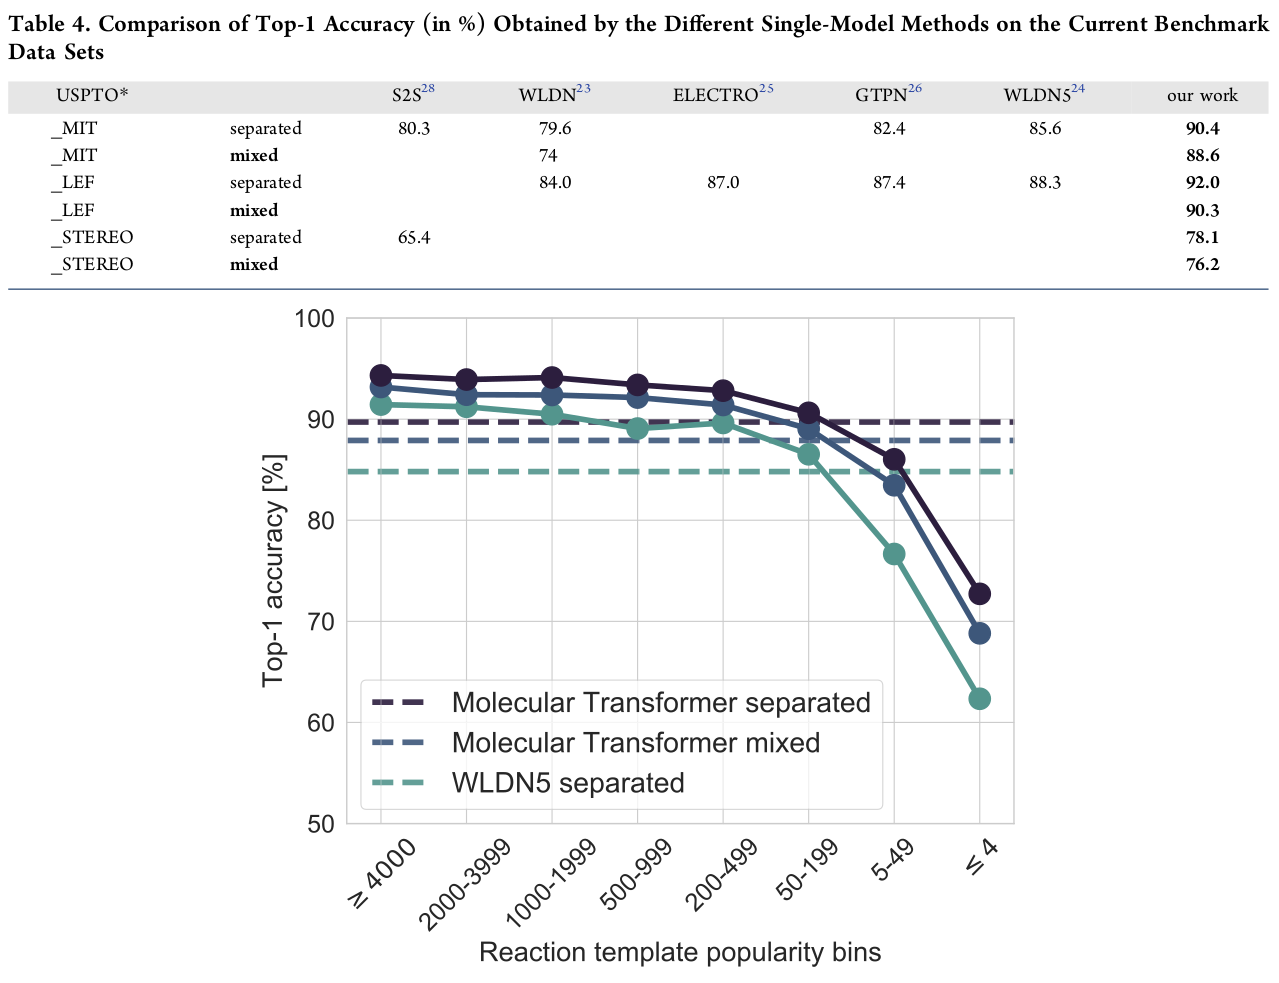 Table 4. Comparison of Top-1 Accuracy (in %) Obtained by the Different Single-Model Methods on the Current Benchmark
Data Sets
USPTO* S2S28 WLDN23 ELECTRO25 GTPN26 WLDN524 our work
_MIT separated 80.3 79.6 82.4 85.6 90.4
_MIT mixed 74 88.6
_LEF separated 84.0 87.0 87.4 88.3 92.0
_LEF mixed 90.3
_STEREO separated 65.4 78.1
_STEREO mixed 76.2
100
90
80
70
60
50
Top-1 accuracy [%]
Molecular Transformer separated
Molecular Transformer mixed
WLDN5 separated
≥ 4000
2000-3999
1000-1999
500-999
200-499
50-199
5-49
≤ 4
Reaction template popularity bins